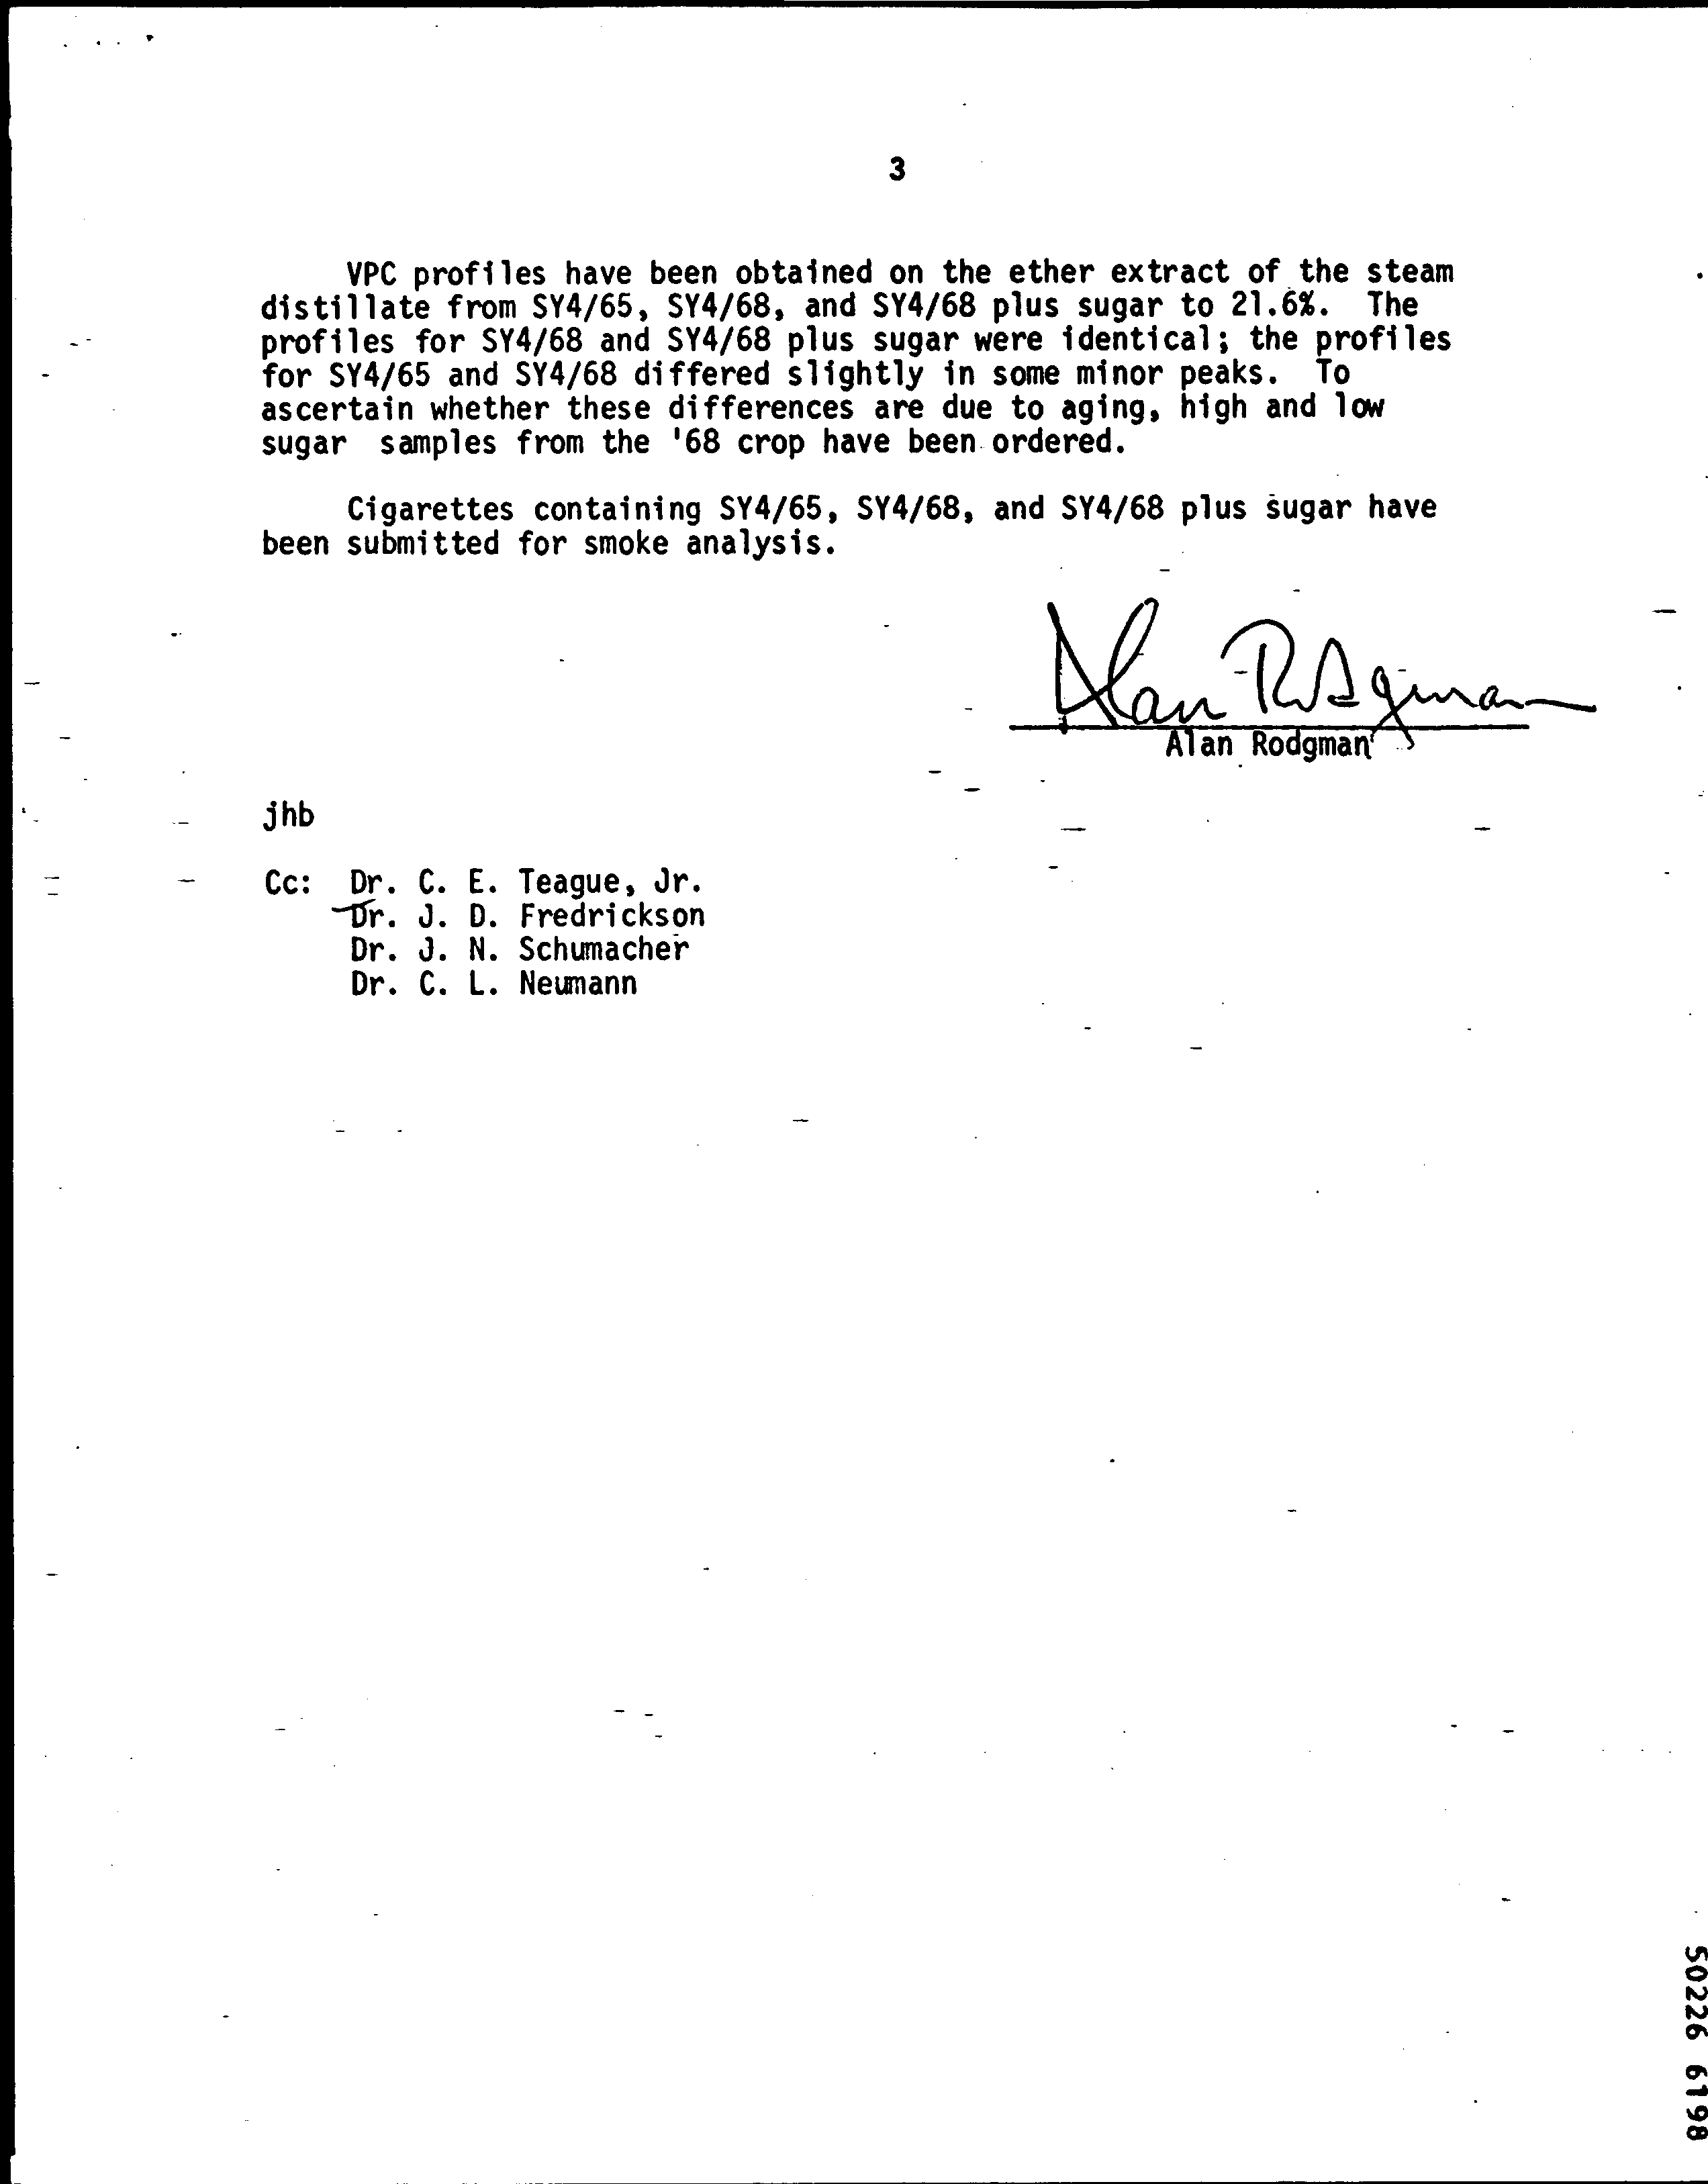 3
VPC profiles have been obtained on the ether extract of the steam
distillate from SY4/65, SY4/68, and SY4/68 plus sugar to 21.6%. The
profiles for SY4/68 and SY4/68 plus sugar were identical; the profiles
for SY4/65 and SY4/68 differed slightly in some minor peaks. To
ascertain whether these differences are due to aging, high and low
sugar samples from the '68 crop have been ordered.
Cigarettes containing SY4/65, SY4/68, and SY4/68 plus sugar have
been submitted for smoke analysis.
Alan Rodgman
Alan Rodgman
jhb
Cc: Dr. C. E. Teague, Jr.
Dr. J. D. Fredrickson
Dr. J. N. Schumacher
Dr. C. L. Neumann
50226 6198